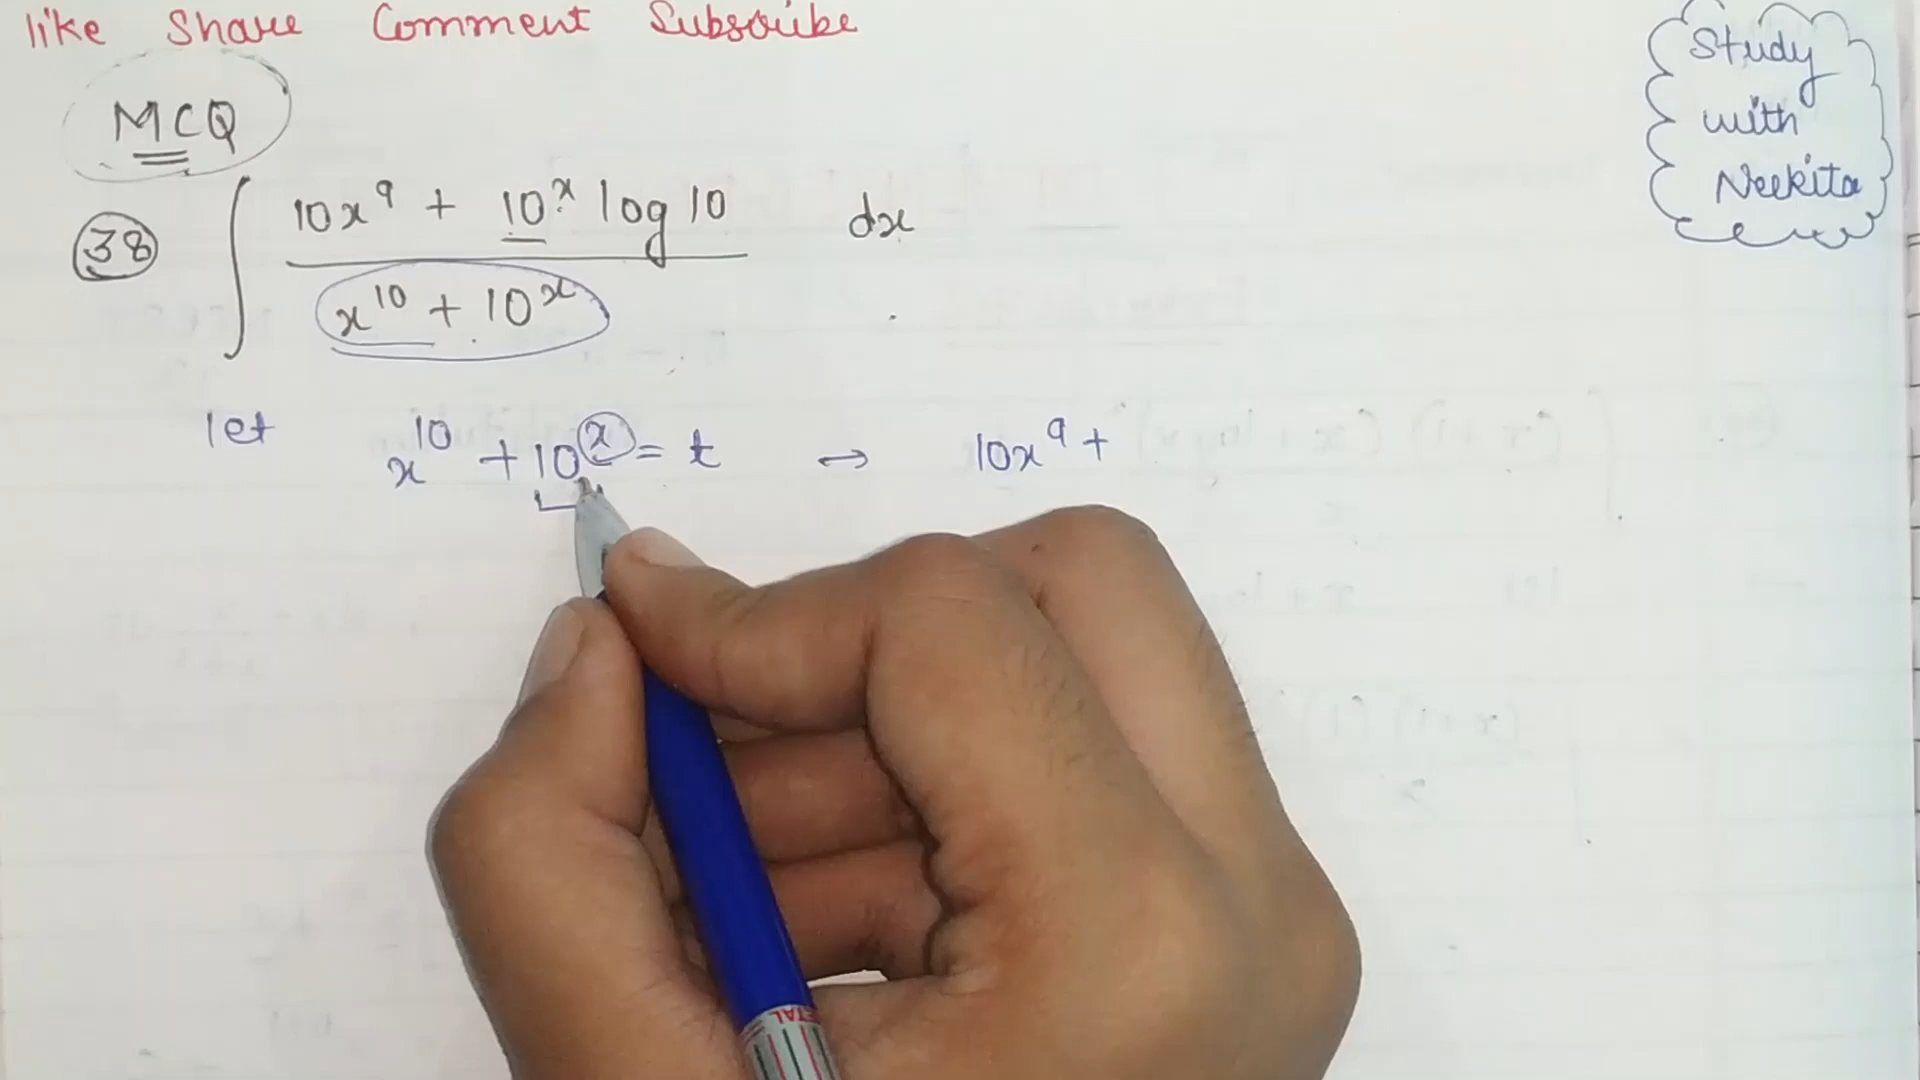 like Share Comment Subscribe
Study
with
Neekita
MCQ
38 ∫ (10x⁹ + 10ˣ log 10) / (x¹⁰ + 10ˣ) dx
let x¹⁰ + 10ˣ = t → 10x⁹ +